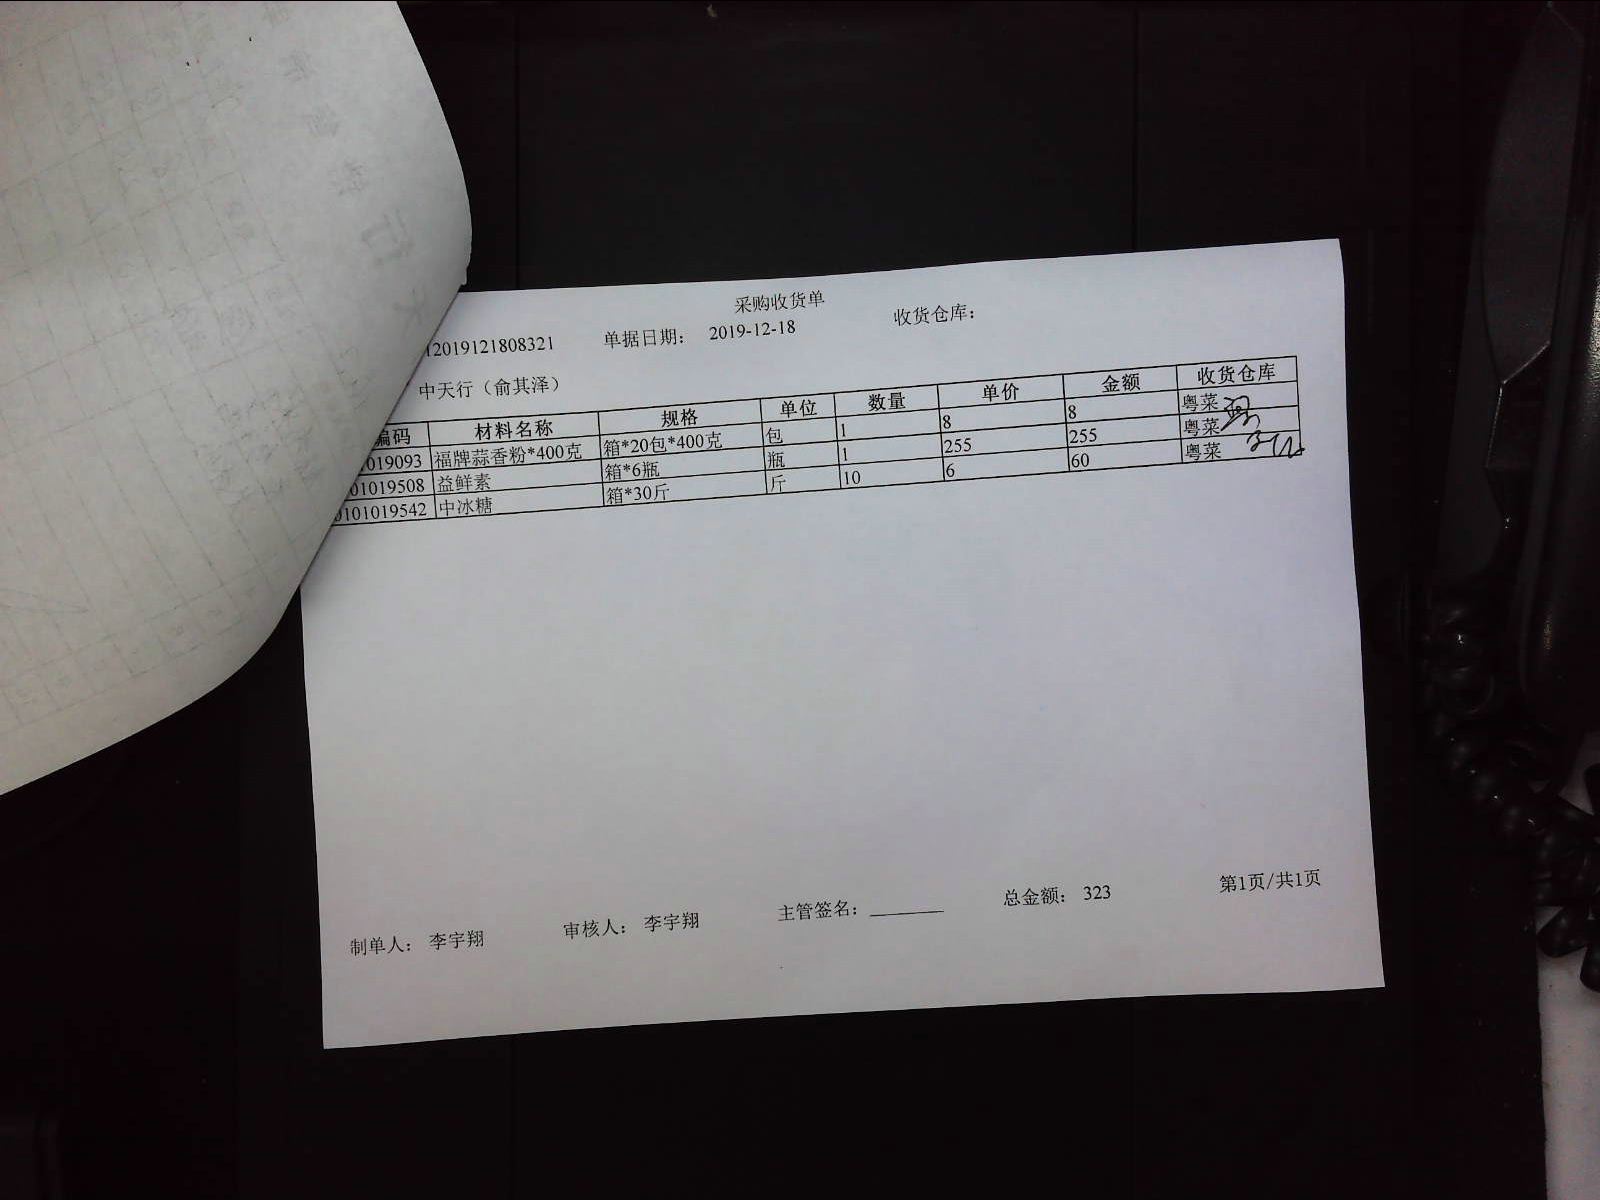 采购收货单
12019121808321 单据日期： 2019-12-18 收货仓库：
中天行（俞其泽）
编码 材料名称 规格 单位 数量 单价 金额 收货仓库
019093 福牌蒜香粉*400克 箱*20包*400克 包 1 8 8 粤菜
01019508 益鲜素 箱*6瓶 瓶 1 255 255 粤菜
0101019542 中冰糖 箱*30斤 斤 10 6 60 粤菜
制单人： 李宇翔 审核人： 李宇翔 主管签名： 总金额： 323 第1页/共1页